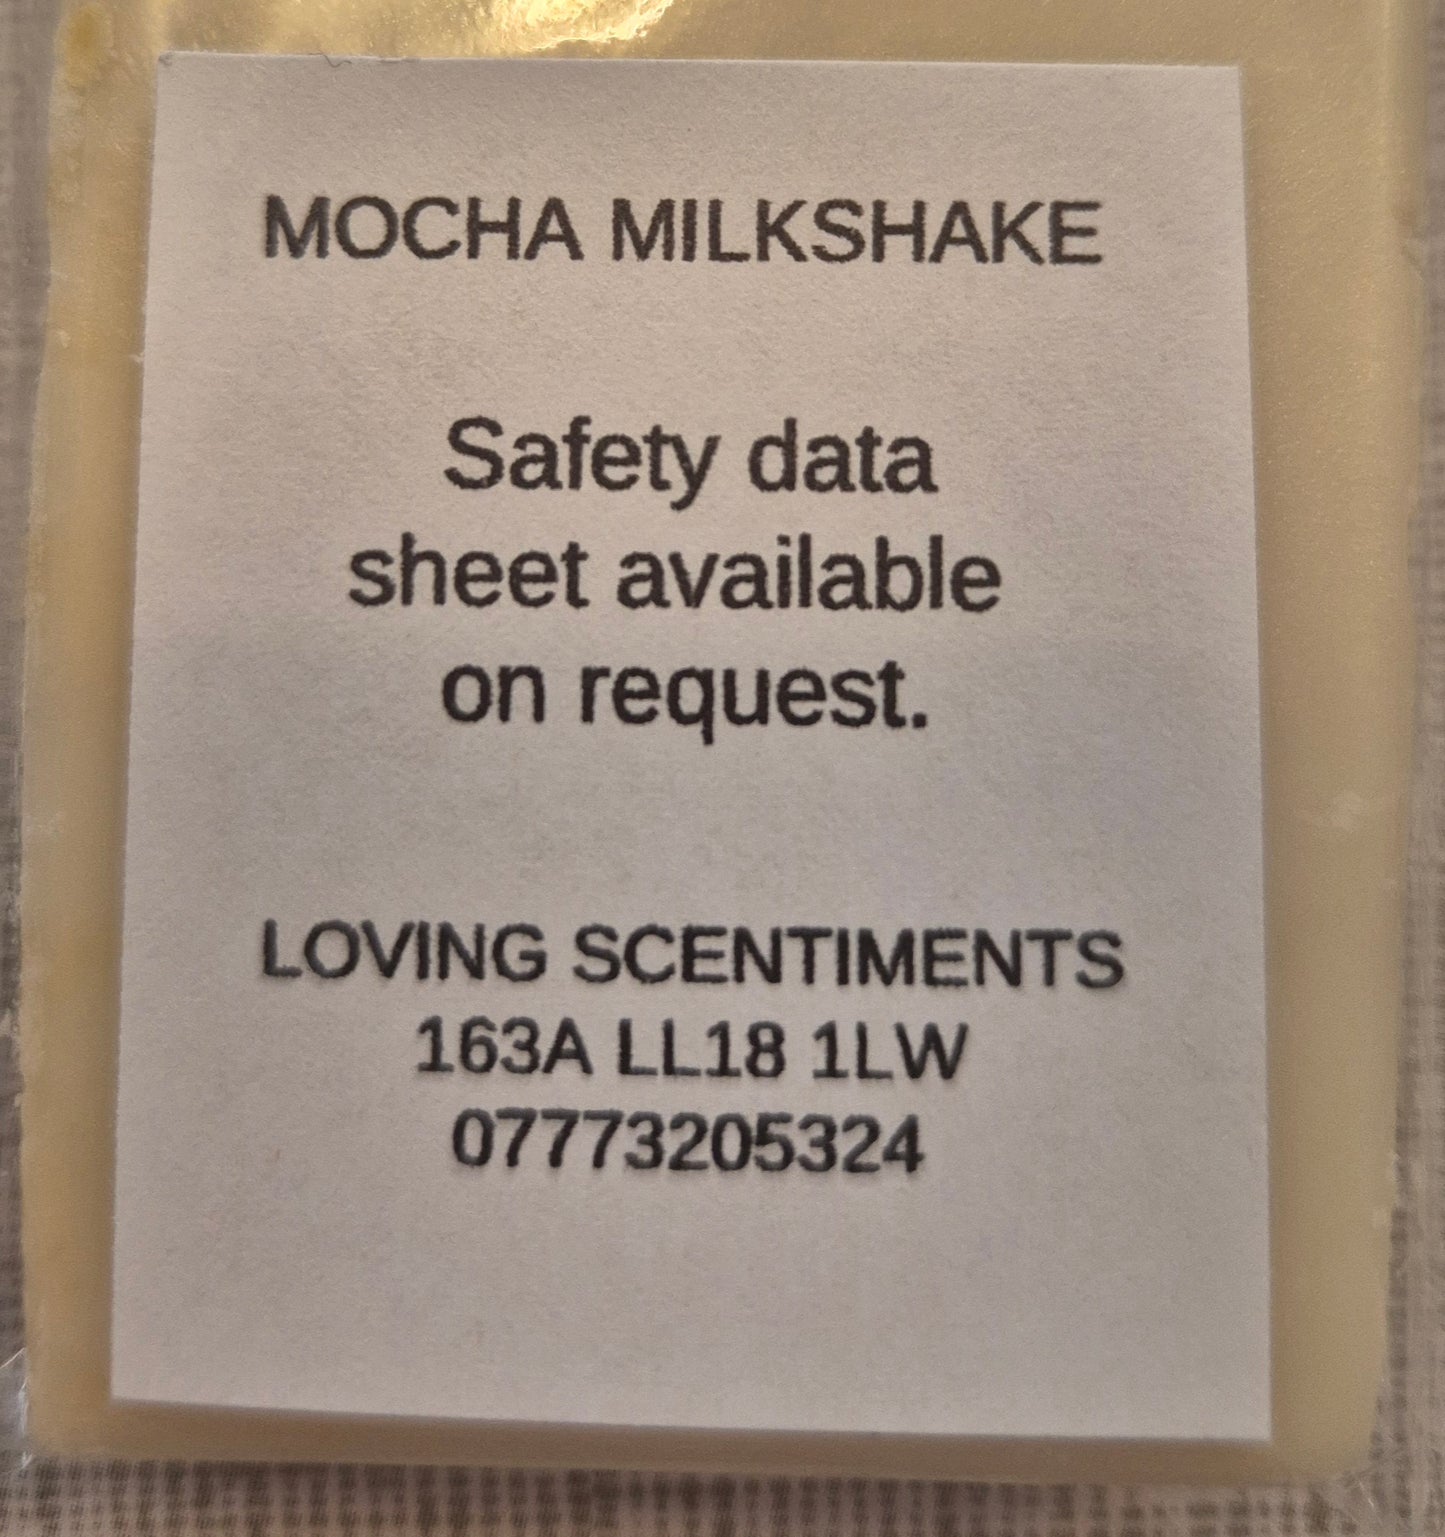 MOCHA MILKSHAKE
Safety data
sheet available
on request.
LOVING SCENTIMENTS
163A LL18 1LW
07773205324